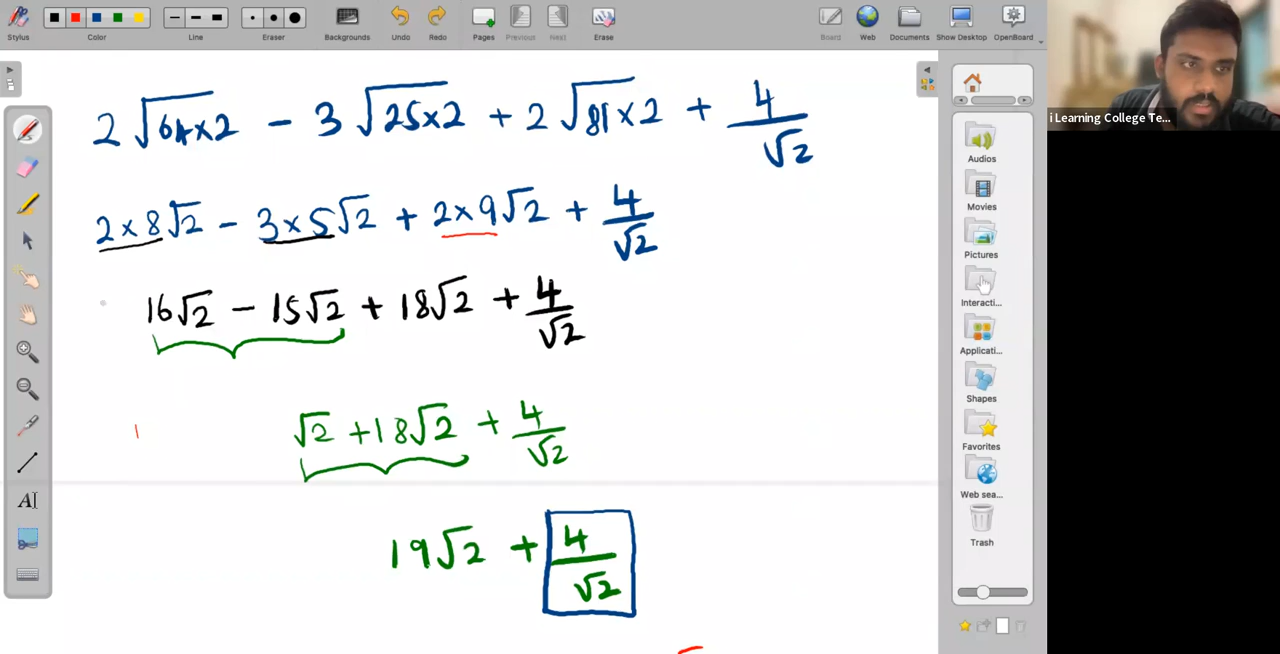 Stylus Color Line Eraser Backgrounds Undo Redo Pages Previous Next Erase Board Web Documents Show Desktop OpenBoard
2√64×2 − 3√25×2 + 2√81×2 + 4/√2
2×8√2 − 3×5√2 + 2×9√2 + 4/√2
16√2 − 15√2 + 18√2 + 4/√2
√2 + 18√2 + 4/√2
19√2 + 4/√2
Audios
Movies
Pictures
Interacti...
Applicati...
Shapes
Favorites
Web sea...
Trash
i Learning College Te...